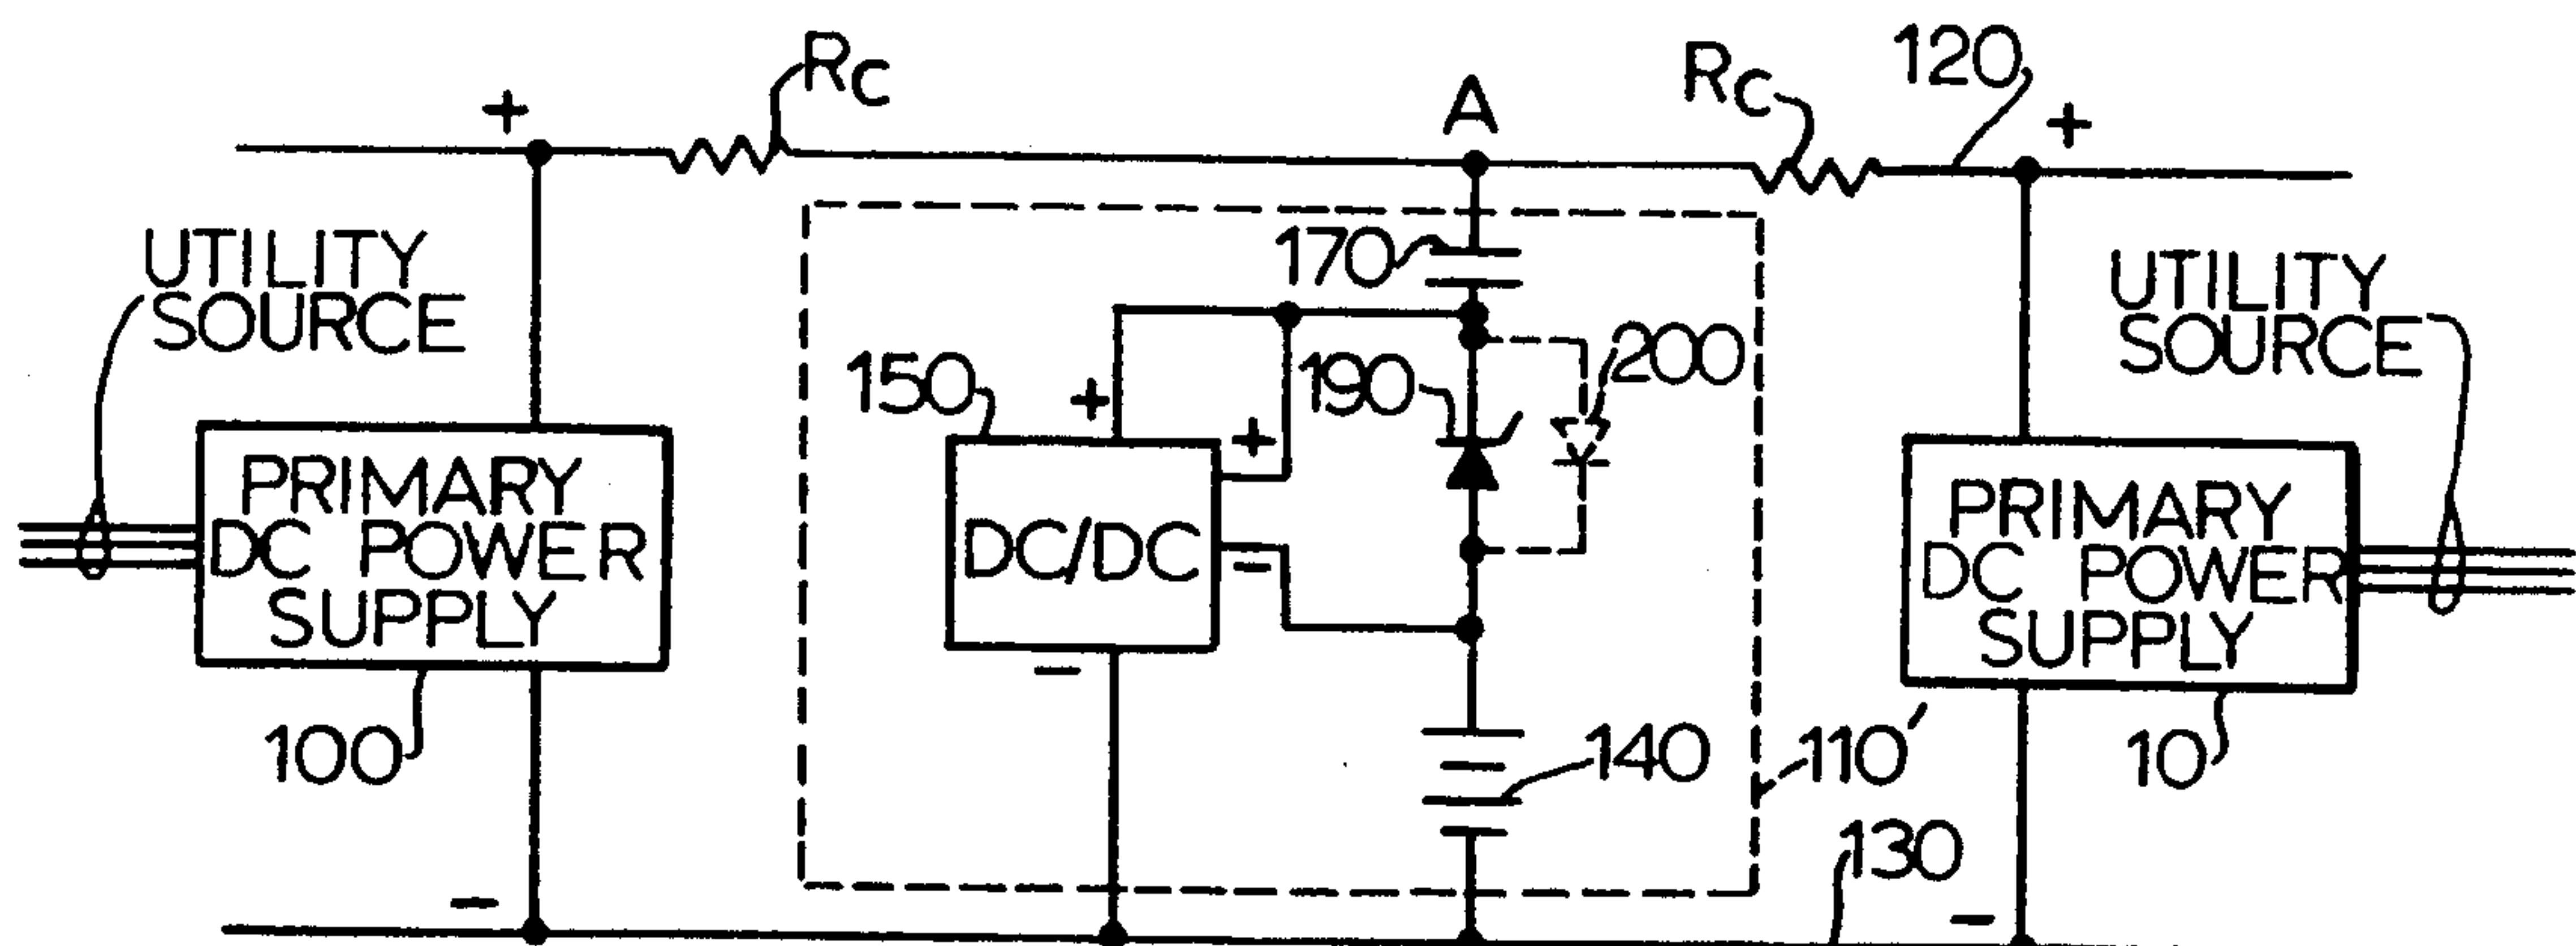 +
RC
A
RC
120
+
UTILITY
SOURCE
170
UTILITY
SOURCE
150
+
+
190
200
PRIMARY
DC POWER
SUPPLY
DC/DC
-
-
PRIMARY
DC POWER
SUPPLY
100
140
110'
10
130
-
-